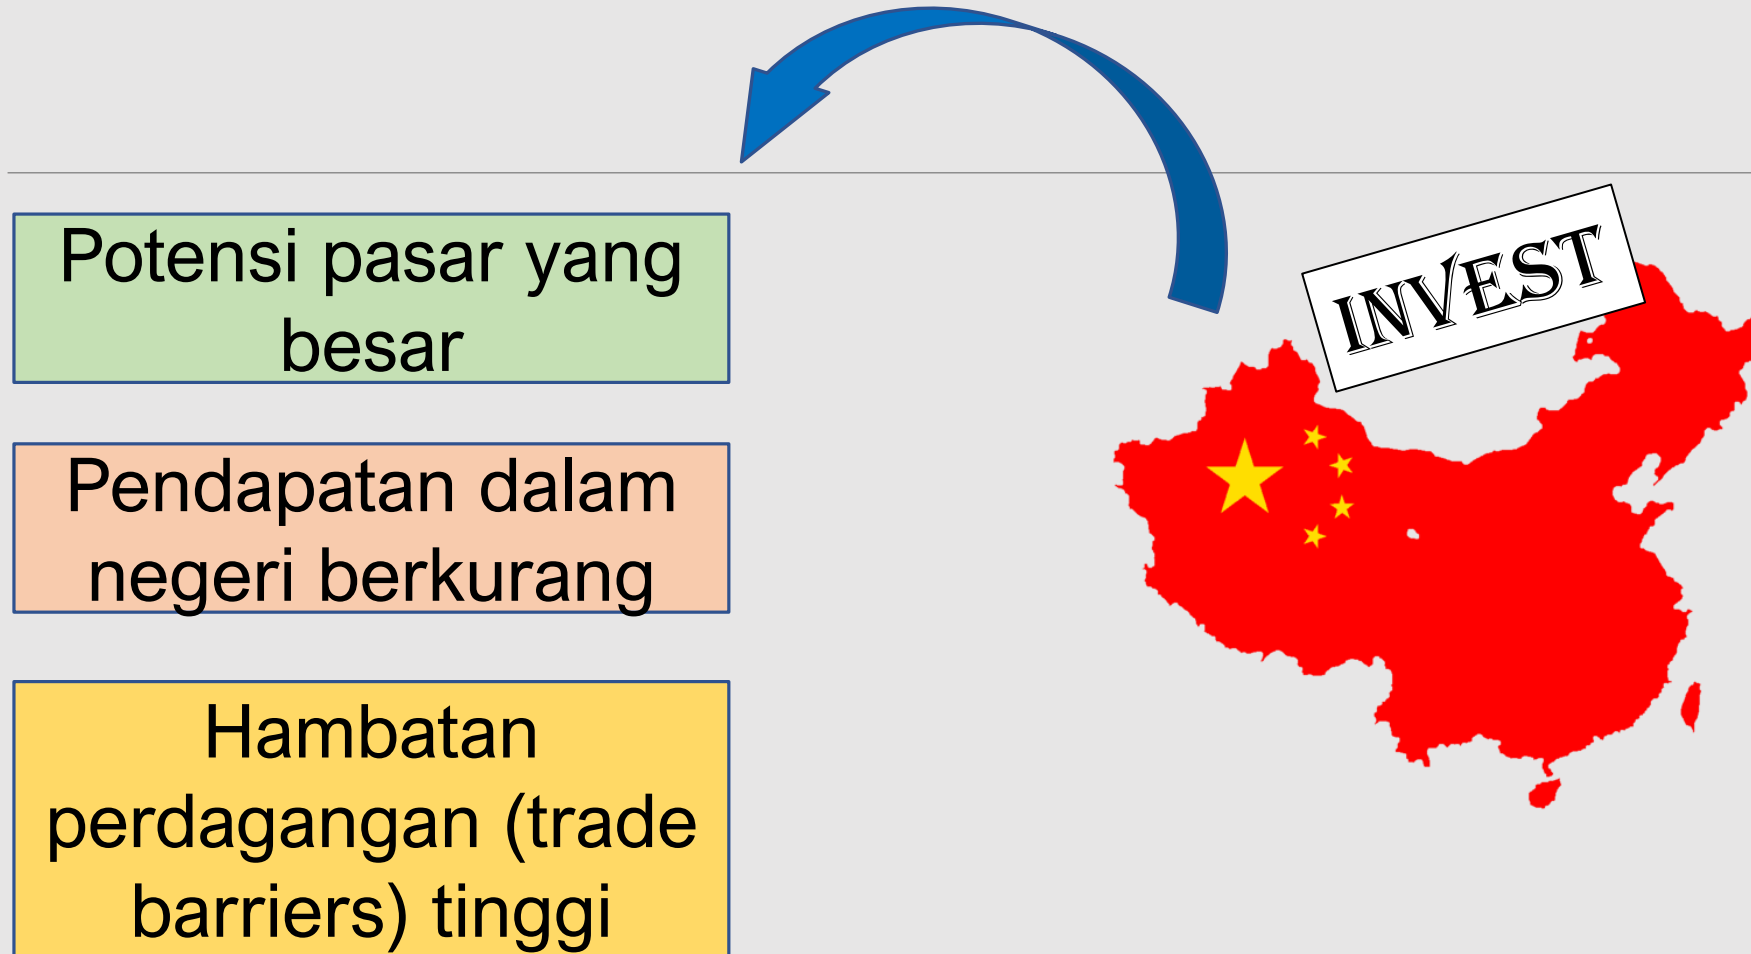 Potensi pasar yang
besar
Pendapatan dalam
negeri berkurang
Hambatan
perdagangan (trade
barriers) tinggi
INVEST